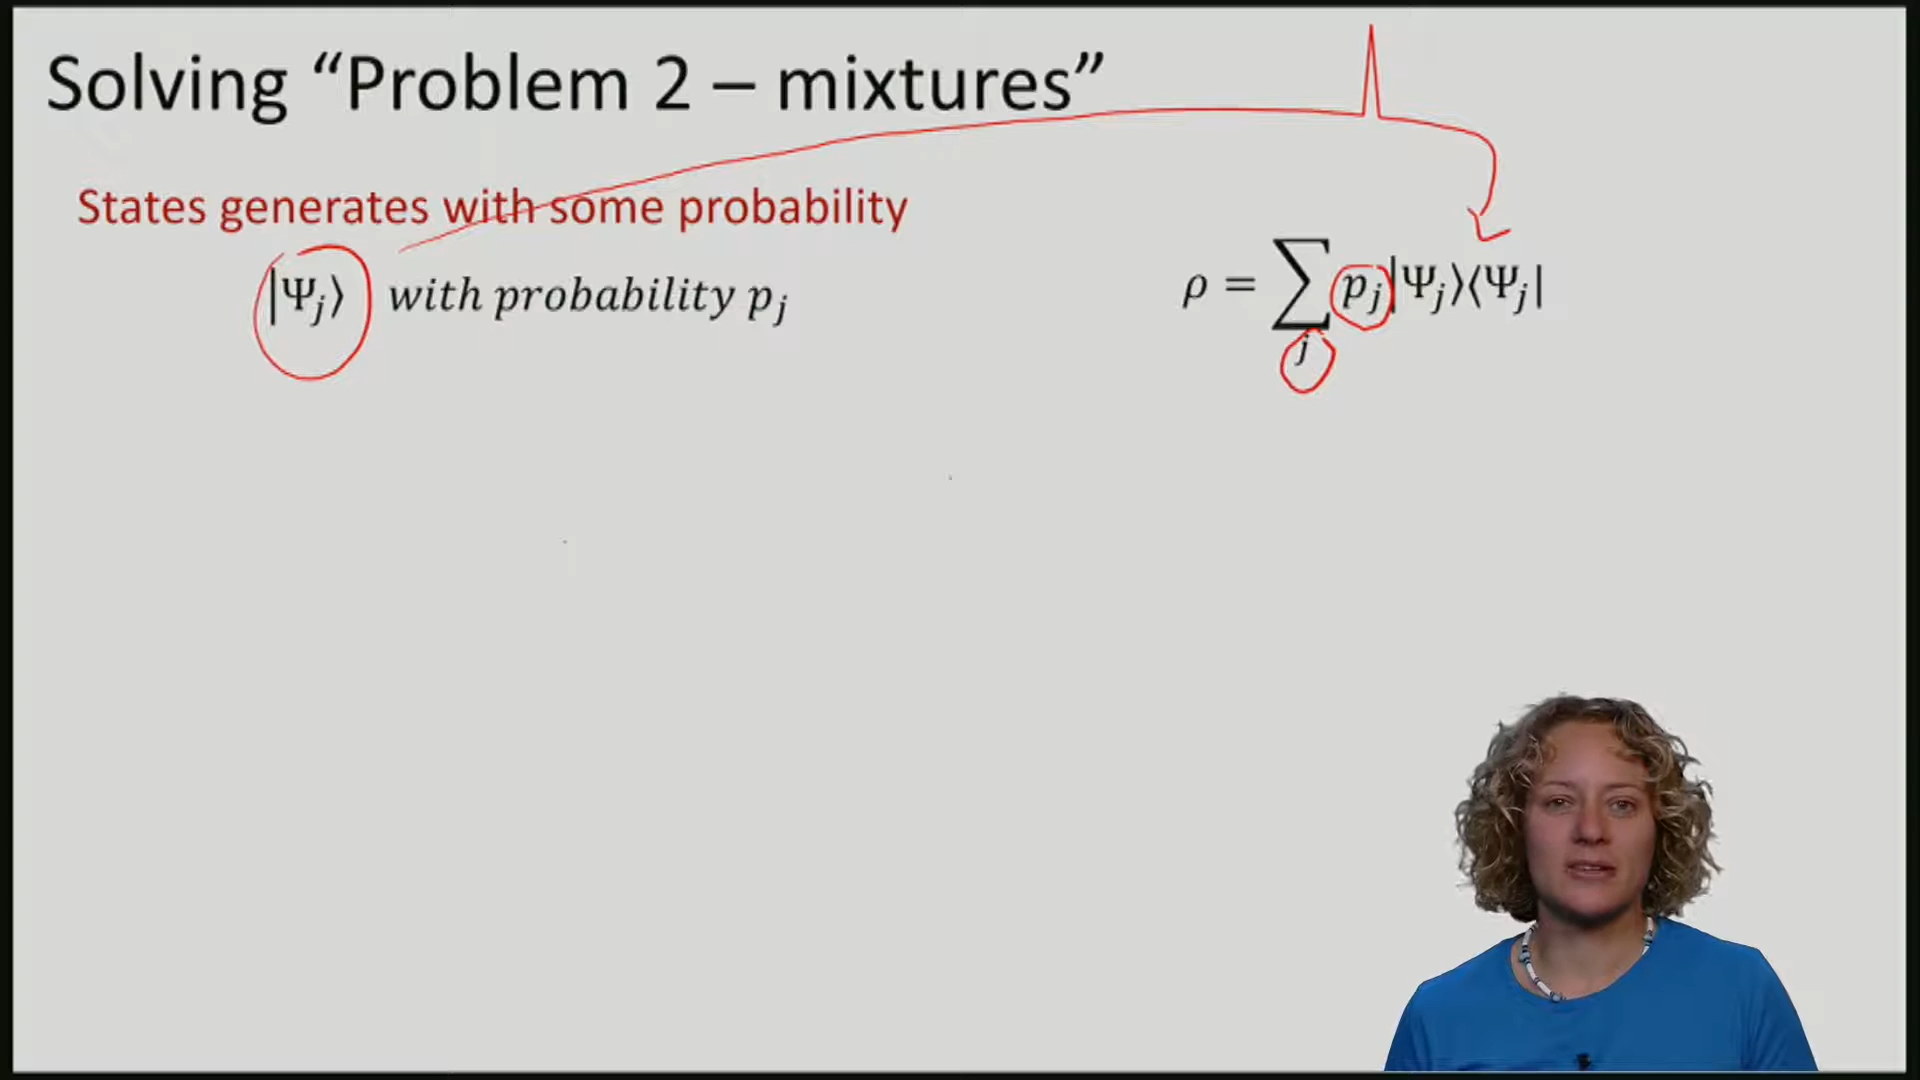 Solving “Problem 2 – mixtures”
States generates with some probability
|Ψⱼ⟩ with probability pⱼ
ρ = ∑ⱼ pⱼ|Ψⱼ⟩⟨Ψⱼ|